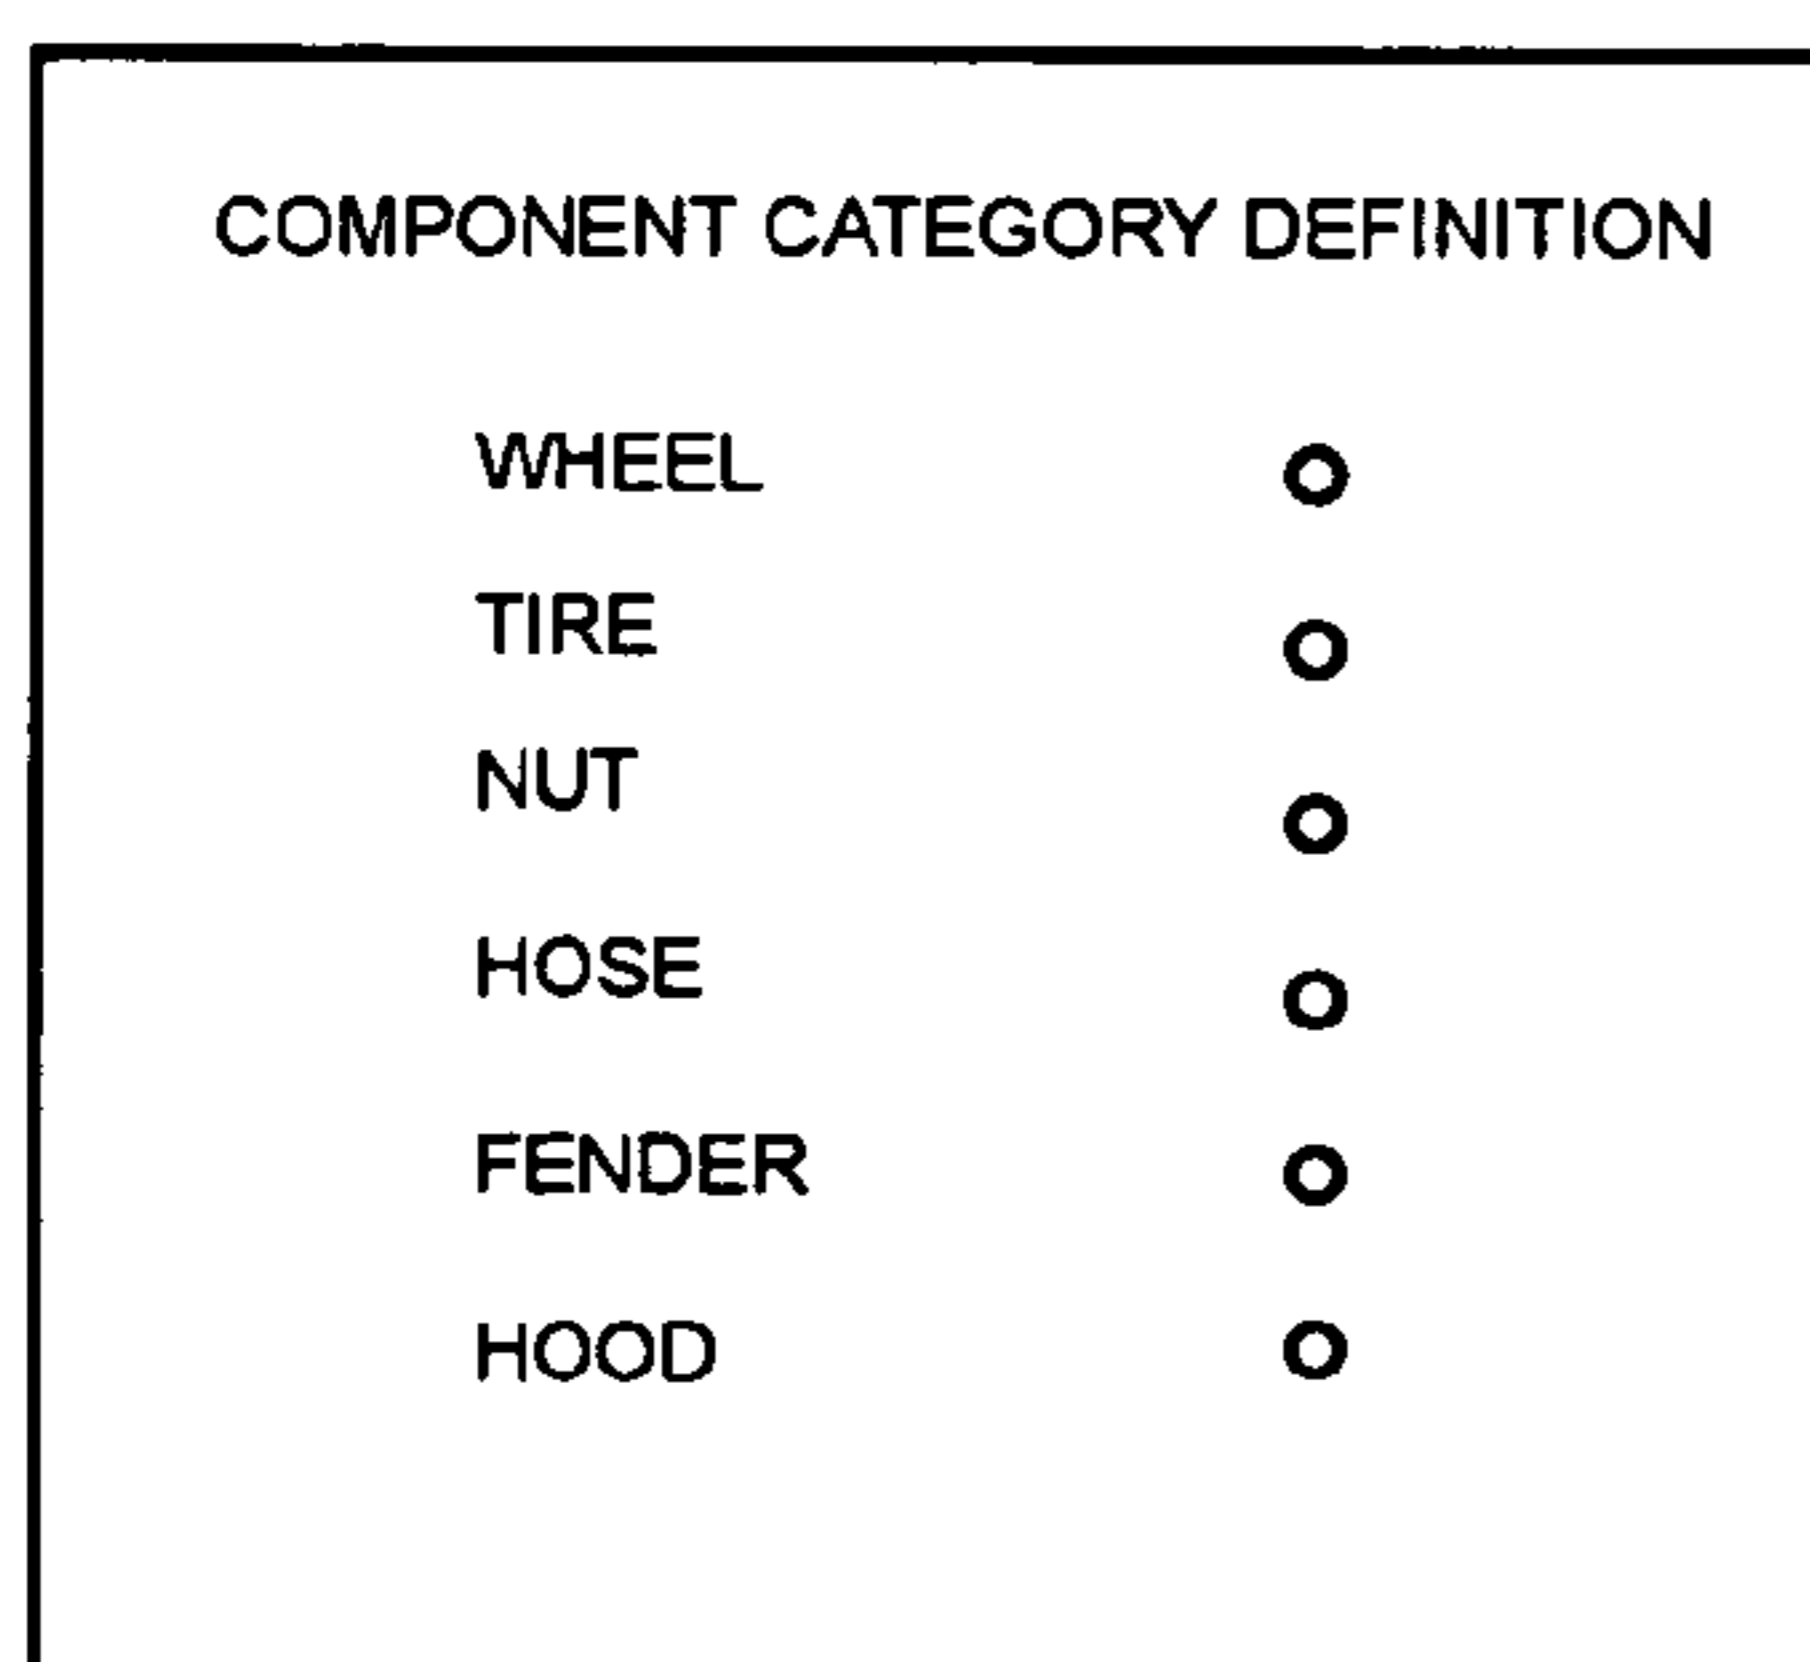 COMPONENT CATEGORY DEFINITION
WHEEL
TIRE
NUT
HOSE
FENDER
HOOD